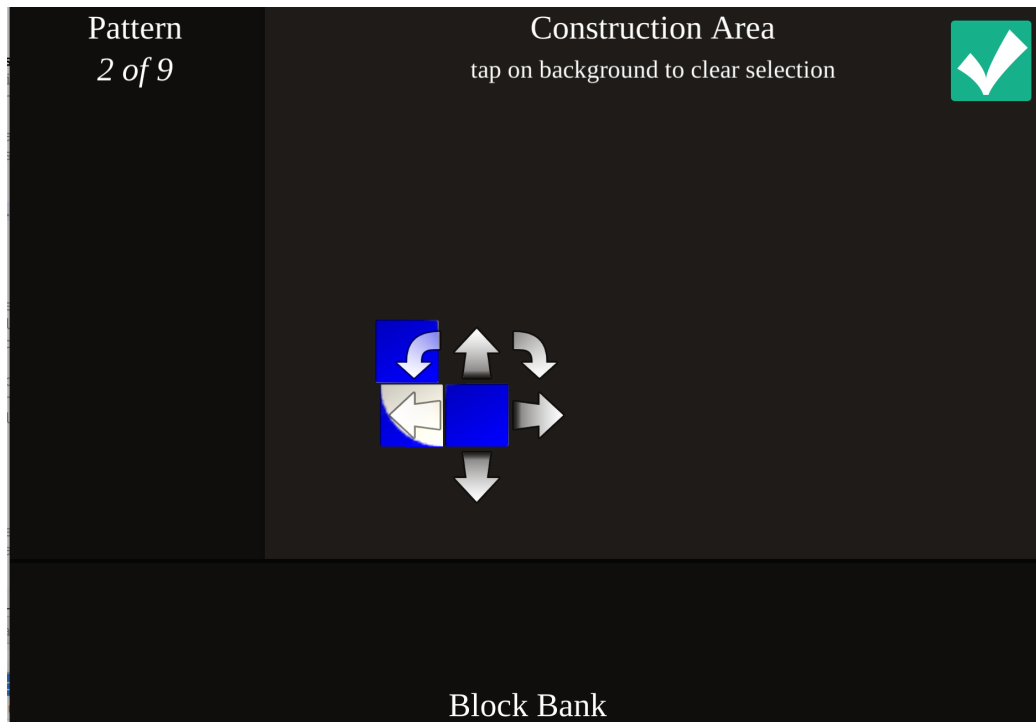 Pattern
2 of 9
Construction Area
tap on background to clear selection
Block Bank